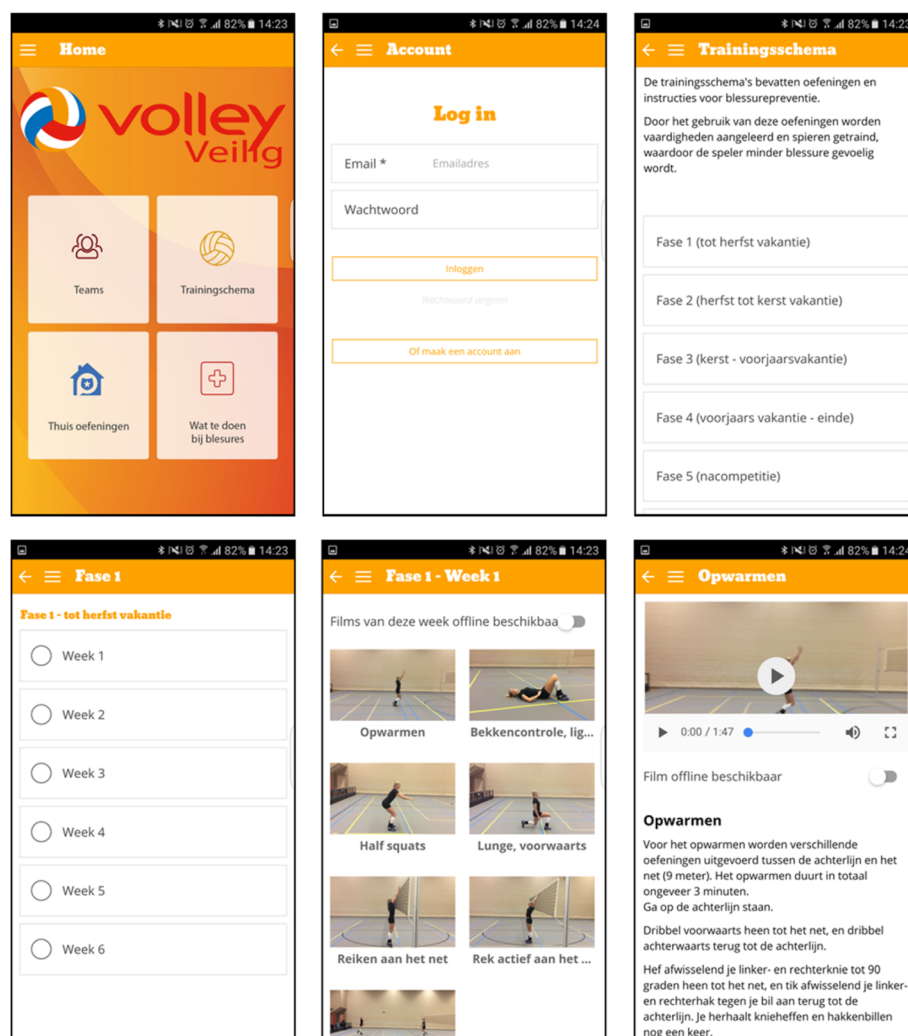 82% 14:23
Home
volley
Veilig
Teams
Trainingschema
Thuis oefeningen
Wat te doen
bij blesures
82% 14:24
Account
Log in
Email * Emailadres
Wachtwoord
Inloggen
Wachtwoord vergeten
Of maak een account aan
82% 14:23
Trainingsschema
De trainingsschema's bevatten oefeningen en
instructies voor blessurepreventie.
Door het gebruik van deze oefeningen worden
vaardigheden aangeleerd en spieren getraind,
waardoor de speler minder blessure gevoelig
wordt.
Fase 1 (tot herfst vakantie)
Fase 2 (herfst tot kerst vakantie)
Fase 3 (kerst - voorjaarsvakantie)
Fase 4 (voorjaars vakantie - einde)
Fase 5 (nacompetitie)
82% 14:23
Fase 1
Fase 1 - tot herfst vakantie
Week 1
Week 2
Week 3
Week 4
Week 5
Week 6
82% 14:23
Fase 1 - Week 1
Films van deze week offline beschikbaa
Opwarmen
Bekkencontrole, lig...
Half squats
Lunge, voorwaarts
Reiken aan het net
Rek actief aan het ...
82% 14:24
Opwarmen
0:00 / 1:47
Film offline beschikbaar
Opwarmen
Voor het opwarmen worden verschillende
oefeningen uitgevoerd tussen de achterlijn en het
net (9 meter). Het opwarmen duurt in totaal
ongeveer 3 minuten.
Ga op de achterlijn staan.
Dribbel voorwaarts heen tot het net, en dribbel
achterwaarts terug tot de achterlijn.
Hef afwisselend je linker- en rechterknie tot 90
graden heen tot het net, en tik afwisselend je linker-
en rechterhak tegen je bil aan terug tot de
achterlijn. Je herhaalt knieheffen en hakkenbillen
nog een keer.